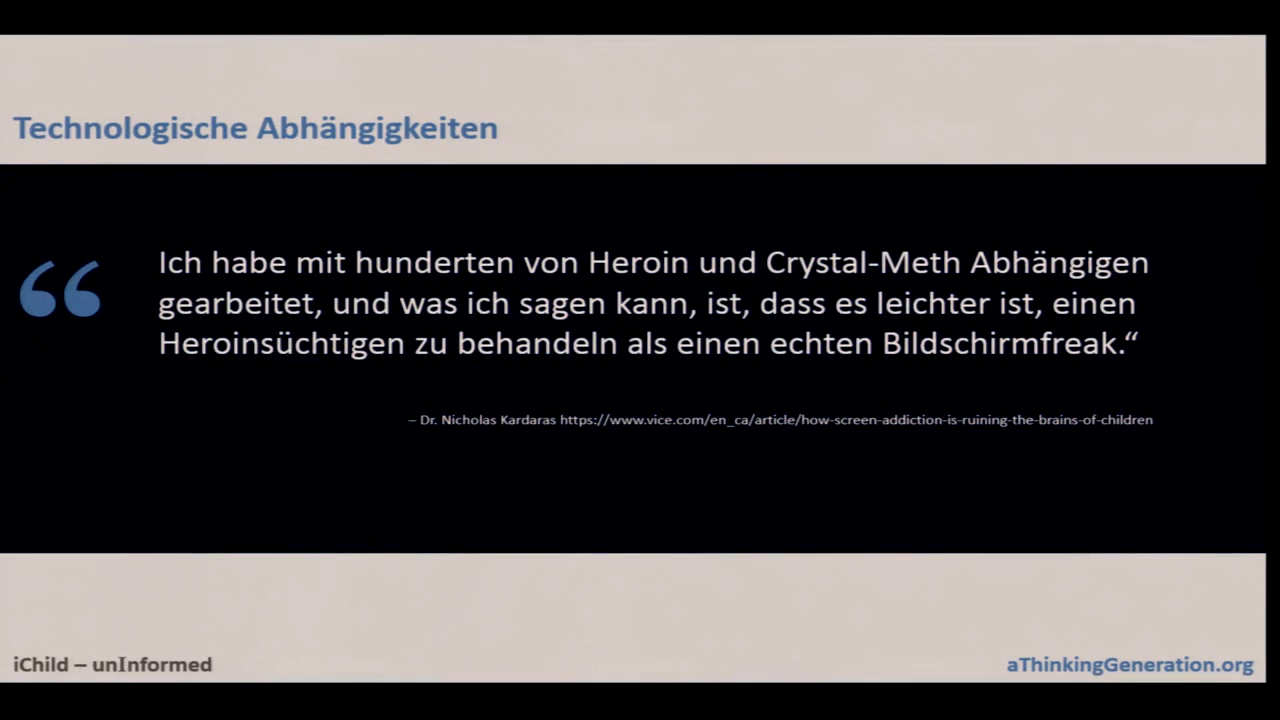 Technologische Abhängigkeiten
“
Ich habe mit hunderten von Heroin und Crystal-Meth Abhängigen
gearbeitet, und was ich sagen kann, ist, dass es leichter ist, einen
Heroinsüchtigen zu behandeln als einen echten Bildschirmfreak.“
– Dr. Nicholas Kardaras https://www.vice.com/en_ca/article/how-screen-addiction-is-ruining-the-brains-of-children
iChild – unInformed
aThinkingGeneration.org